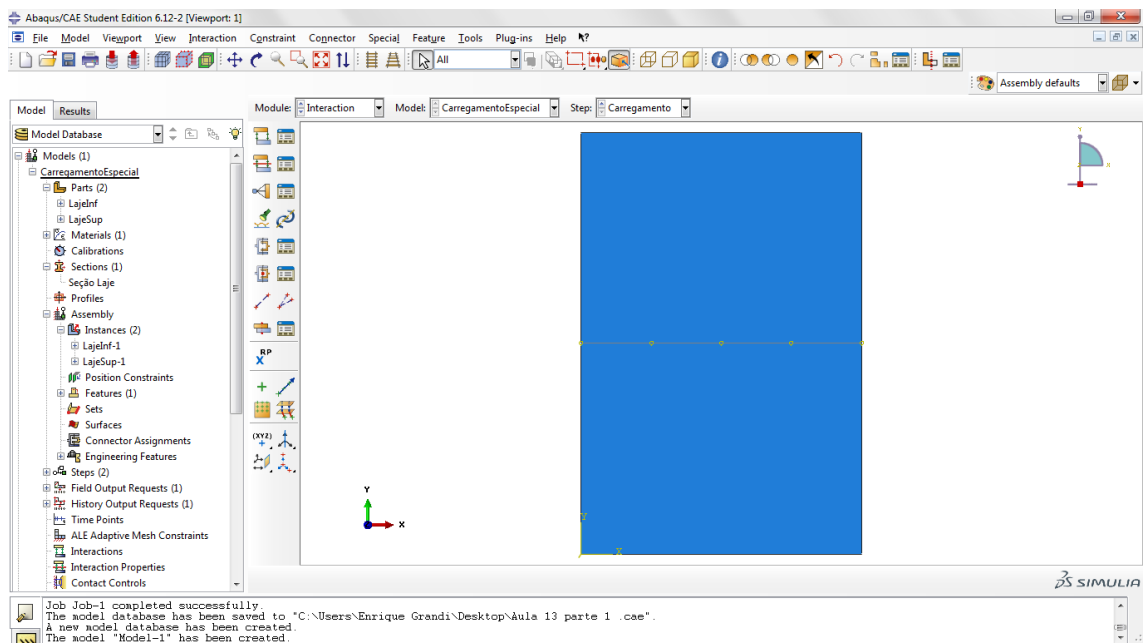 Abaqus/CAE Student Edition 6.12-2 [Viewport: 1]
File Model Viewport View Interaction Constraint Connector Special Feature Tools Plug-ins Help
All
Assembly defaults
Model Results
Module: Interaction Model: CarregamentoEspecial Step: Carregamento
Model Database
Models (1)
CarregamentoEspecial
Parts (2)
LajeInf
LajeSup
Materials (1)
Calibrations
Sections (1)
Seção Laje
Profiles
Assembly
Instances (2)
LajeInf-1
LajeSup-1
Position Constraints
Features (1)
Sets
Surfaces
Connector Assignments
Engineering Features
Steps (2)
Field Output Requests (1)
History Output Requests (1)
Time Points
ALE Adaptive Mesh Constraints
Interactions
Interaction Properties
Contact Controls
RP
(XYZ)
Y
X
Y
X
Y
X
SIMULIA
Job Job-1 completed successfully.
The model database has been saved to "C:\Users\Enrique Grandi\Desktop\Aula 13 parte 1 .cae".
A new model database has been created.
The model "Model-1" has been created.